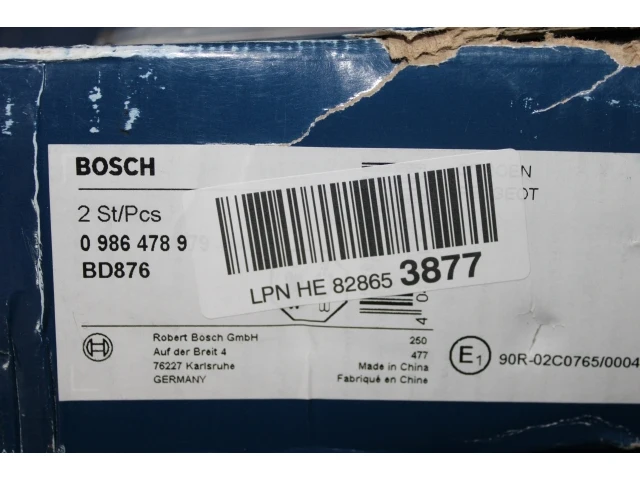 BOSCH
2 St/Pcs
0 986 478 979
BD876
LPN HE 82865 3877
Robert Bosch GmbH
Auf der Breit 4
76227 Karlsruhe
GERMANY
250
477
Made in China
Fabriqué en Chine
E1
90R-02C0765/0004